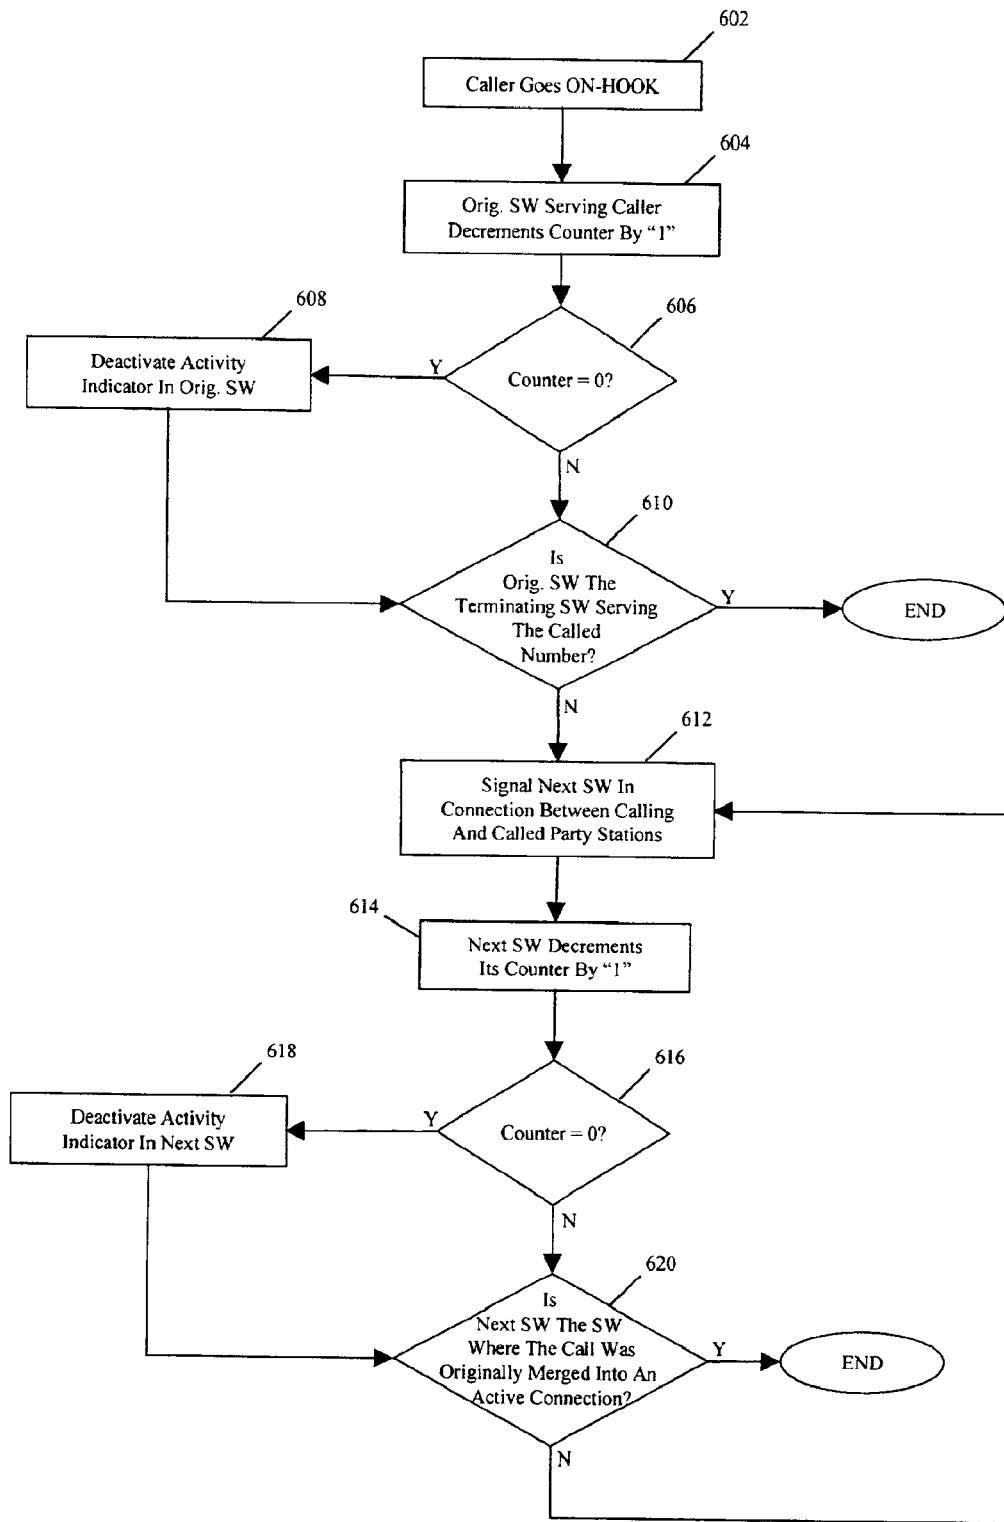 602
Caller Goes ON-HOOK
604
Orig. SW Serving Caller
Decrements Counter By “1”
608
606
Deactivate Activity
Indicator In Orig. SW
Y
Counter = 0?
N
610
Is
Orig. SW The
Terminating SW Serving
The Called
Number?
Y
END
N
612
Signal Next SW In
Connection Between Calling
And Called Party Stations
614
Next SW Decrements
Its Counter By “1”
618
616
Deactivate Activity
Indicator In Next SW
Y
Counter = 0?
N
620
Is
Next SW The SW
Where The Call Was
Originally Merged Into An
Active Connection?
Y
END
N